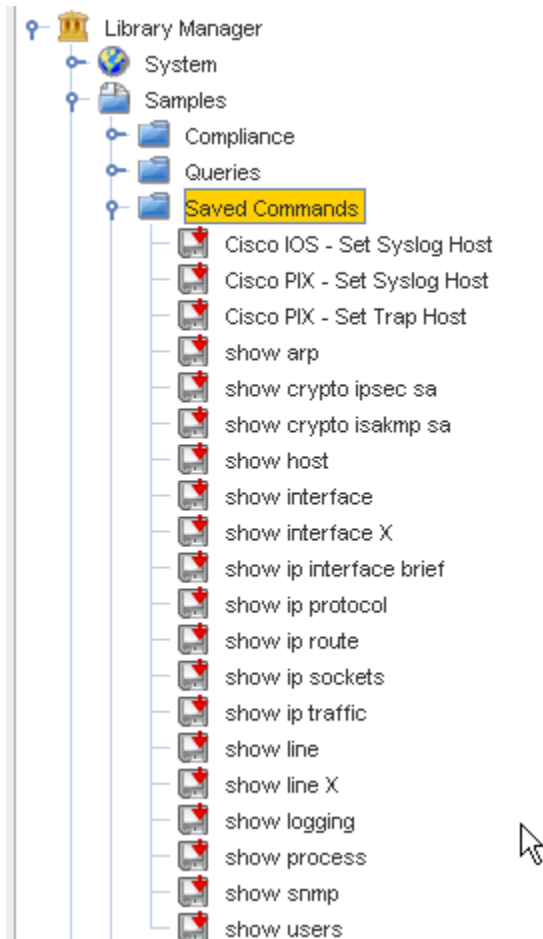 Library Manager
System
Samples
Compliance
Queries
Saved Commands
Cisco IOS - Set Syslog Host
Cisco PIX - Set Syslog Host
Cisco PIX - Set Trap Host
show arp
show crypto ipsec sa
show crypto isakmp sa
show host
show interface
show interface X
show ip interface brief
show ip protocol
show ip route
show ip sockets
show ip traffic
show line
show line X
show logging
show process
show snmp
show users